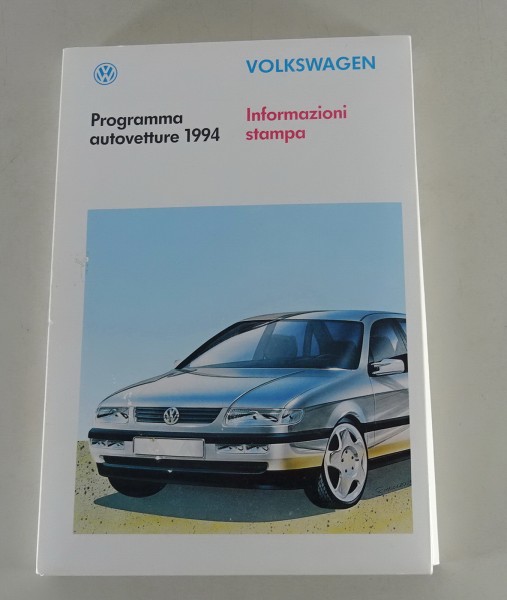 VOLKSWAGEN
Programma
autovetture 1994
Informazioni
stampa